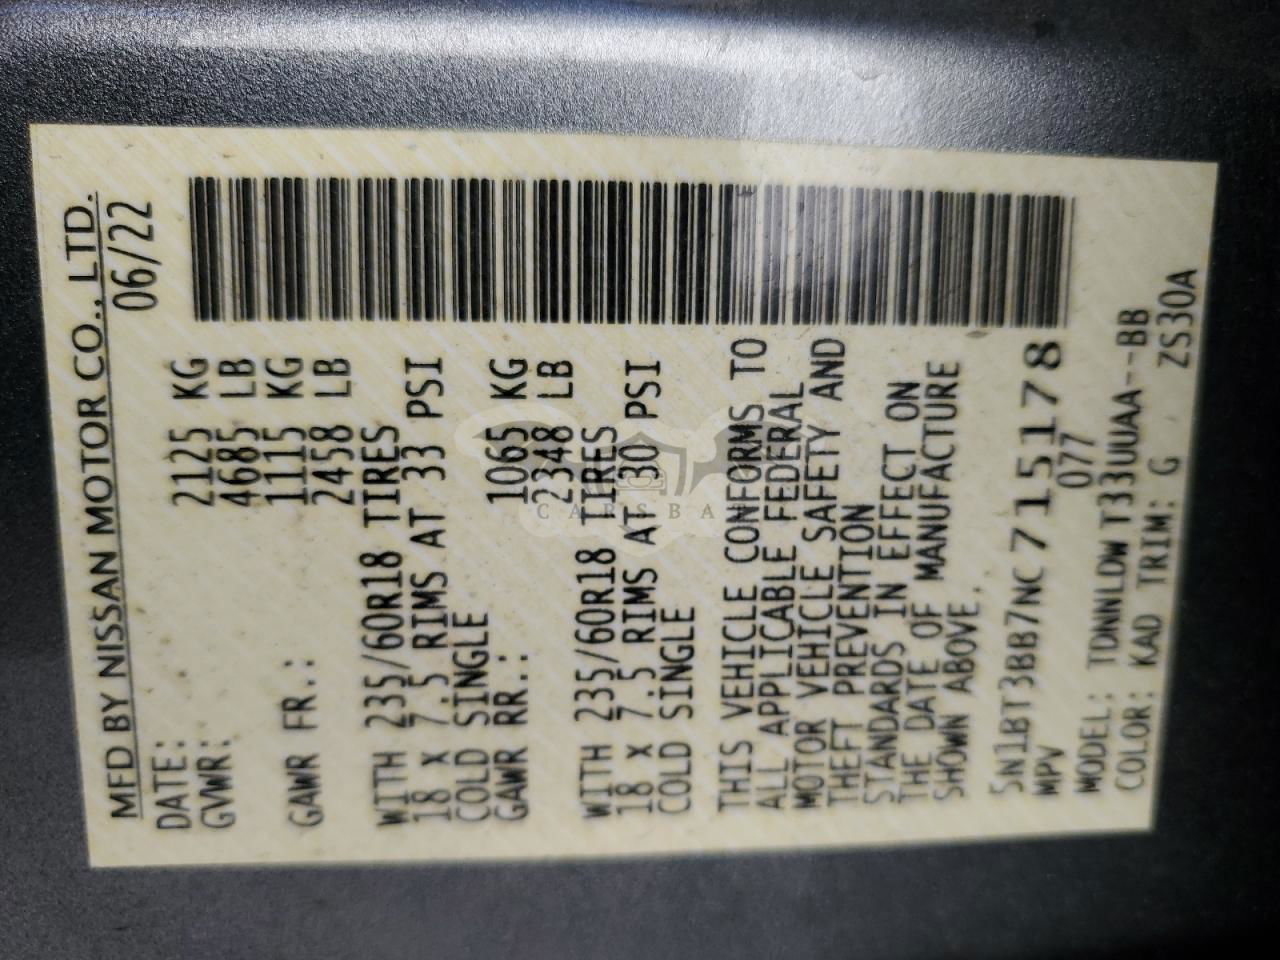 MFD BY NISSAN MOTOR CO., LTD.
DATE: 06/22
GVWR: 2125 KG
4685 LB
GAWR FR.: 1115 KG
2458 LB
WITH 235/60R18 TIRES
18 X 7.5 RIMS AT 33 PSI
COLD SINGLE
GAWR RR.: 1065 KG
2348 LB
WITH 235/60R18 TIRES
18 X 7.5 RIMS AT 30 PSI
COLD SINGLE
THIS VEHICLE CONFORMS TO
ALL APPLICABLE FEDERAL
MOTOR VEHICLE SAFETY AND
THEFT PREVENTION
STANDARDS IN EFFECT ON
THE DATE OF MANUFACTURE
SHOWN ABOVE.
5N1BT3BB7NC715178
MPV 077
MODEL: TDNNLDW T33UUAA--BB
COLOR: KAD TRIM: G ZS30A